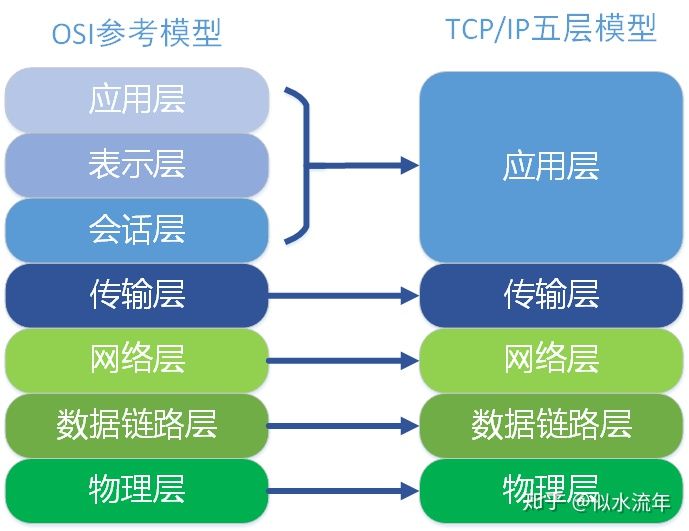 OSI参考模型
TCP/IP五层模型
应用层
表示层
会话层
应用层
传输层
传输层
网络层
网络层
数据链路层
数据链路层
物理层
物理层
知乎 @似水流年